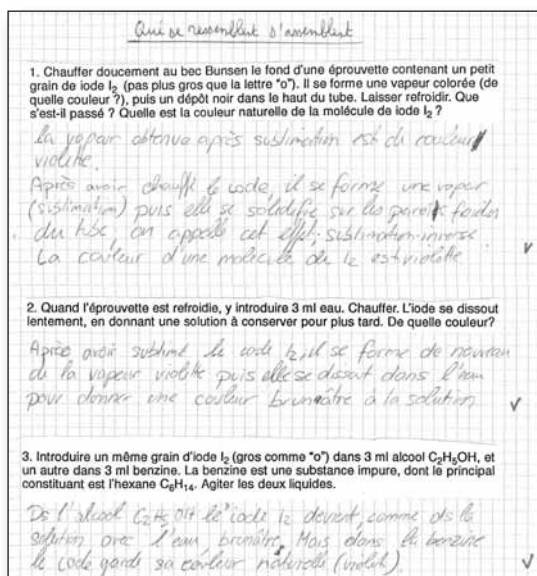 Qui se ressemblent s'assemblent
1. Chauffer doucement au bec Bunsen le fond d'une éprouvette contenant un petit
grain de iode I₂ (pas plus gros que la lettre "o"). Il se forme une vapeur colorée (de
quelle couleur ?), puis un dépôt noir dans le haut du tube. Laisser refroidir. Que
s'est-il passé ? Quelle est la couleur naturelle de la molécule de iode I₂ ?
La vapeur obtenue après sublimation est de couleur
violette.
Après avoir chauffé le iode, il se forme une vapeur
(sublimation) puis elle se solidifie sur les parois froides
du tube; on appelle cet effet; sublimation inverse
La couleur d'une molécule de I₂ est violette
2. Quand l'éprouvette est refroidie, y introduire 3 ml eau. Chauffer. L'iode se dissout
lentement, en donnant une solution à conserver pour plus tard. De quelle couleur?
Après avoir sublimé le iode I₂, il se forme de nouveau
de la vapeur violette puis elle se dissout dans l'eau
pour donner une couleur brunâtre à la solution
3. Introduire un même grain d'iode I₂ (gros comme "o") dans 3 ml alcool C₂H₅OH, et
un autre dans 3 ml benzine. La benzine est une substance impure, dont le principal
constituant est l'hexane C₆H₁₄. Agiter les deux liquides.
Ds l'alcool C₂H₅OH le iode I₂ devient, comme ds la
solution avec l'eau brunâtre, Mais dans la benzine
le iode garde sa couleur naturelle (violet).